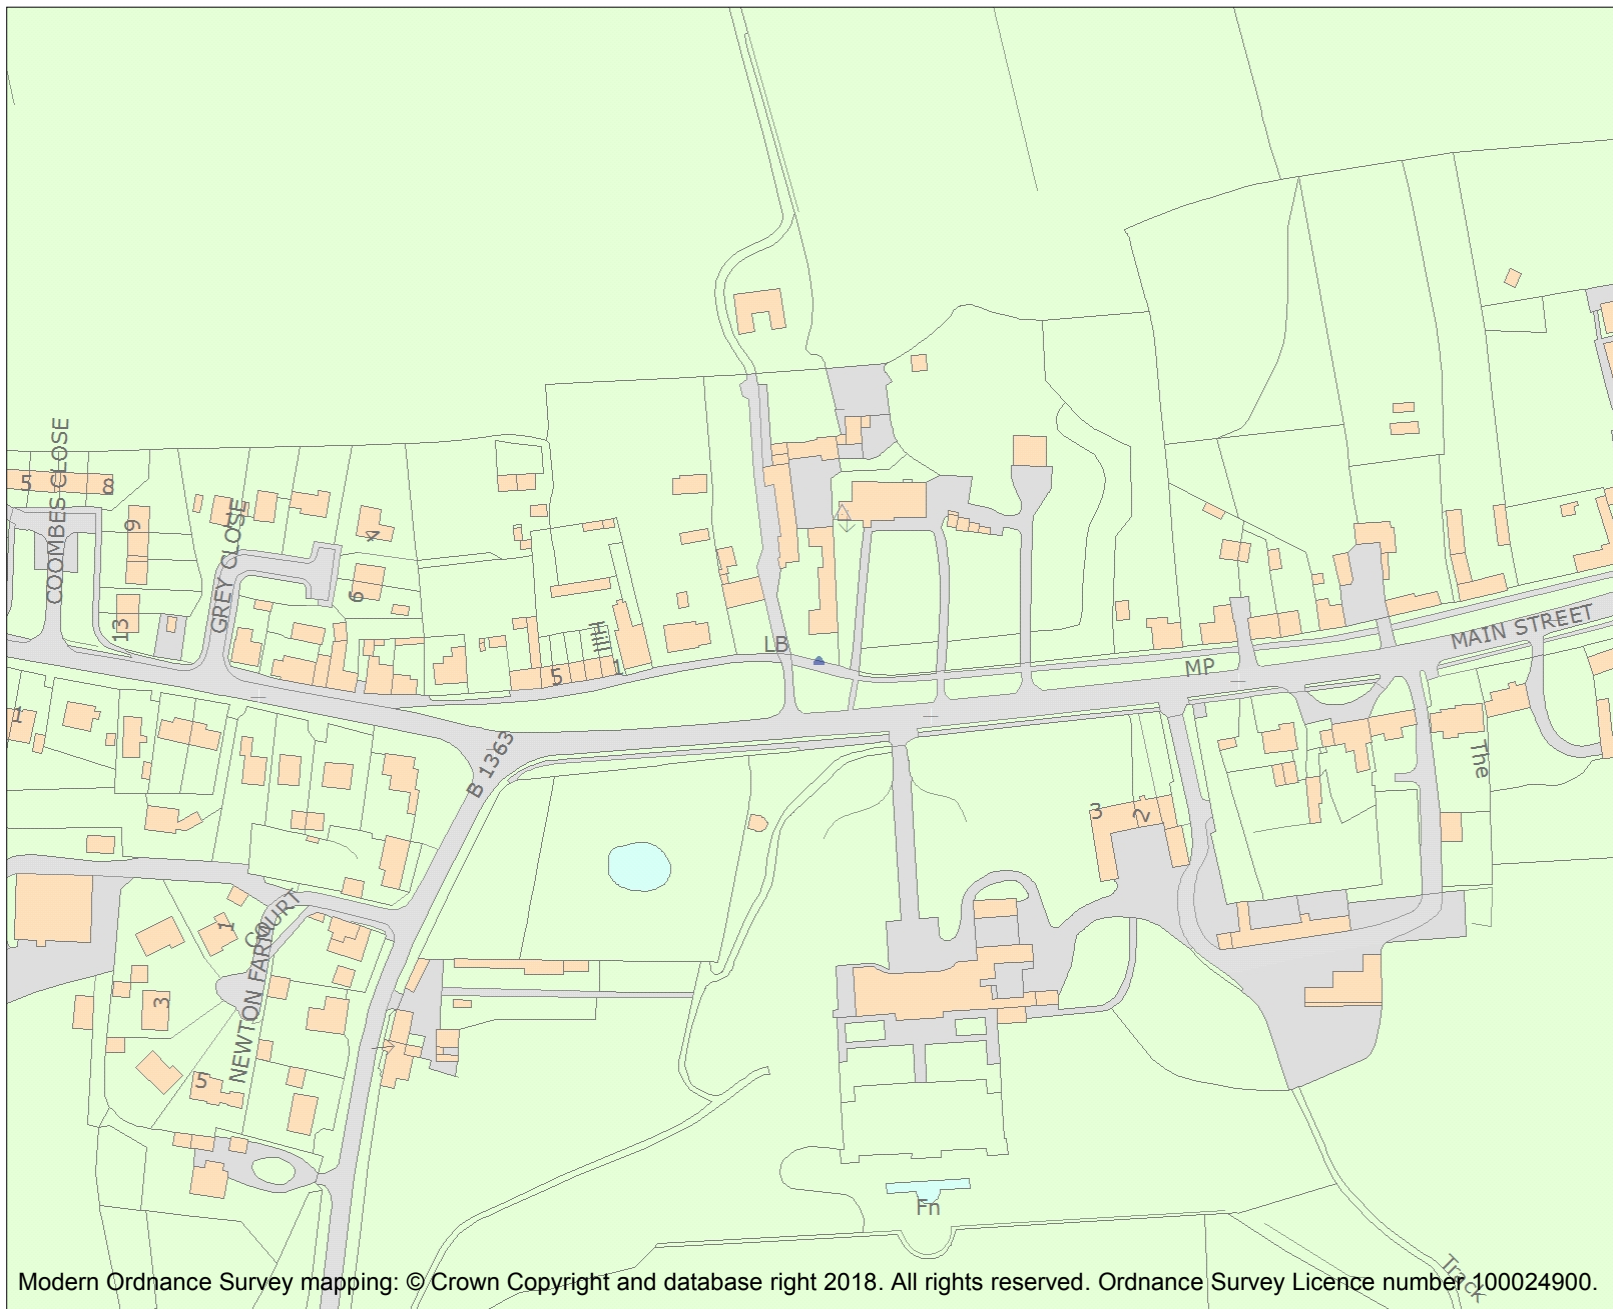 COOMBES CLOSE
5
8
9
GREY CLOSE
4
6
13
LB
5
1
MP
MAIN STREET
1
B 1363
The
3
2
1
NEWTON FARM
COURT
3
5
Fn
Track
Modern Ordnance Survey mapping: © Crown Copyright and database right 2018. All rights reserved. Ordnance Survey Licence number 100024900.